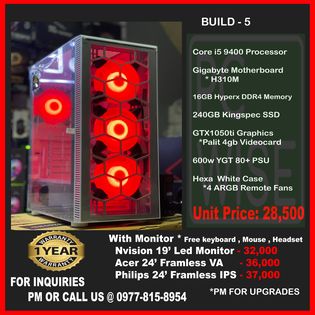 BUILD - 5
Core i5 9400 Processor
Gigabyte Motherboard
* H310M
16GB Hyperx DDR4 Memory
240GB Kingspec SSD
GTX1050ti Graphics
*Palit 4gb Videocard
600w YGT 80+ PSU
Hexa White Case
*4 ARGB Remote Fans
Unit Price: 28,500
WARRANTY
1 YEAR
WARRANTY
With Monitor * Free keyboard , Mouse , Headset
Nvision 19' Led Monitor - 32,000
Acer 24' Framless VA - 36,000
Philips 24' Framless IPS - 37,000
FOR INQUIRIES
PM OR CALL US @ 0977-815-8954
*PM FOR UPGRADES